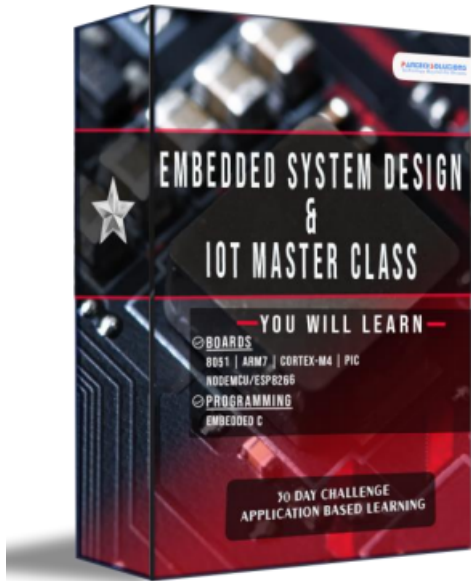 EMBEDDED SYSTEM DESIGN
&
IOT MASTER CLASS
YOU WILL LEARN
BOARDS
8051 | ARM7 | CORTEX-M4 | PIC
NODEMCU/ESP8266
PROGRAMMING
EMBEDDED C
30 DAY CHALLENGE
APPLICATION BASED LEARNING